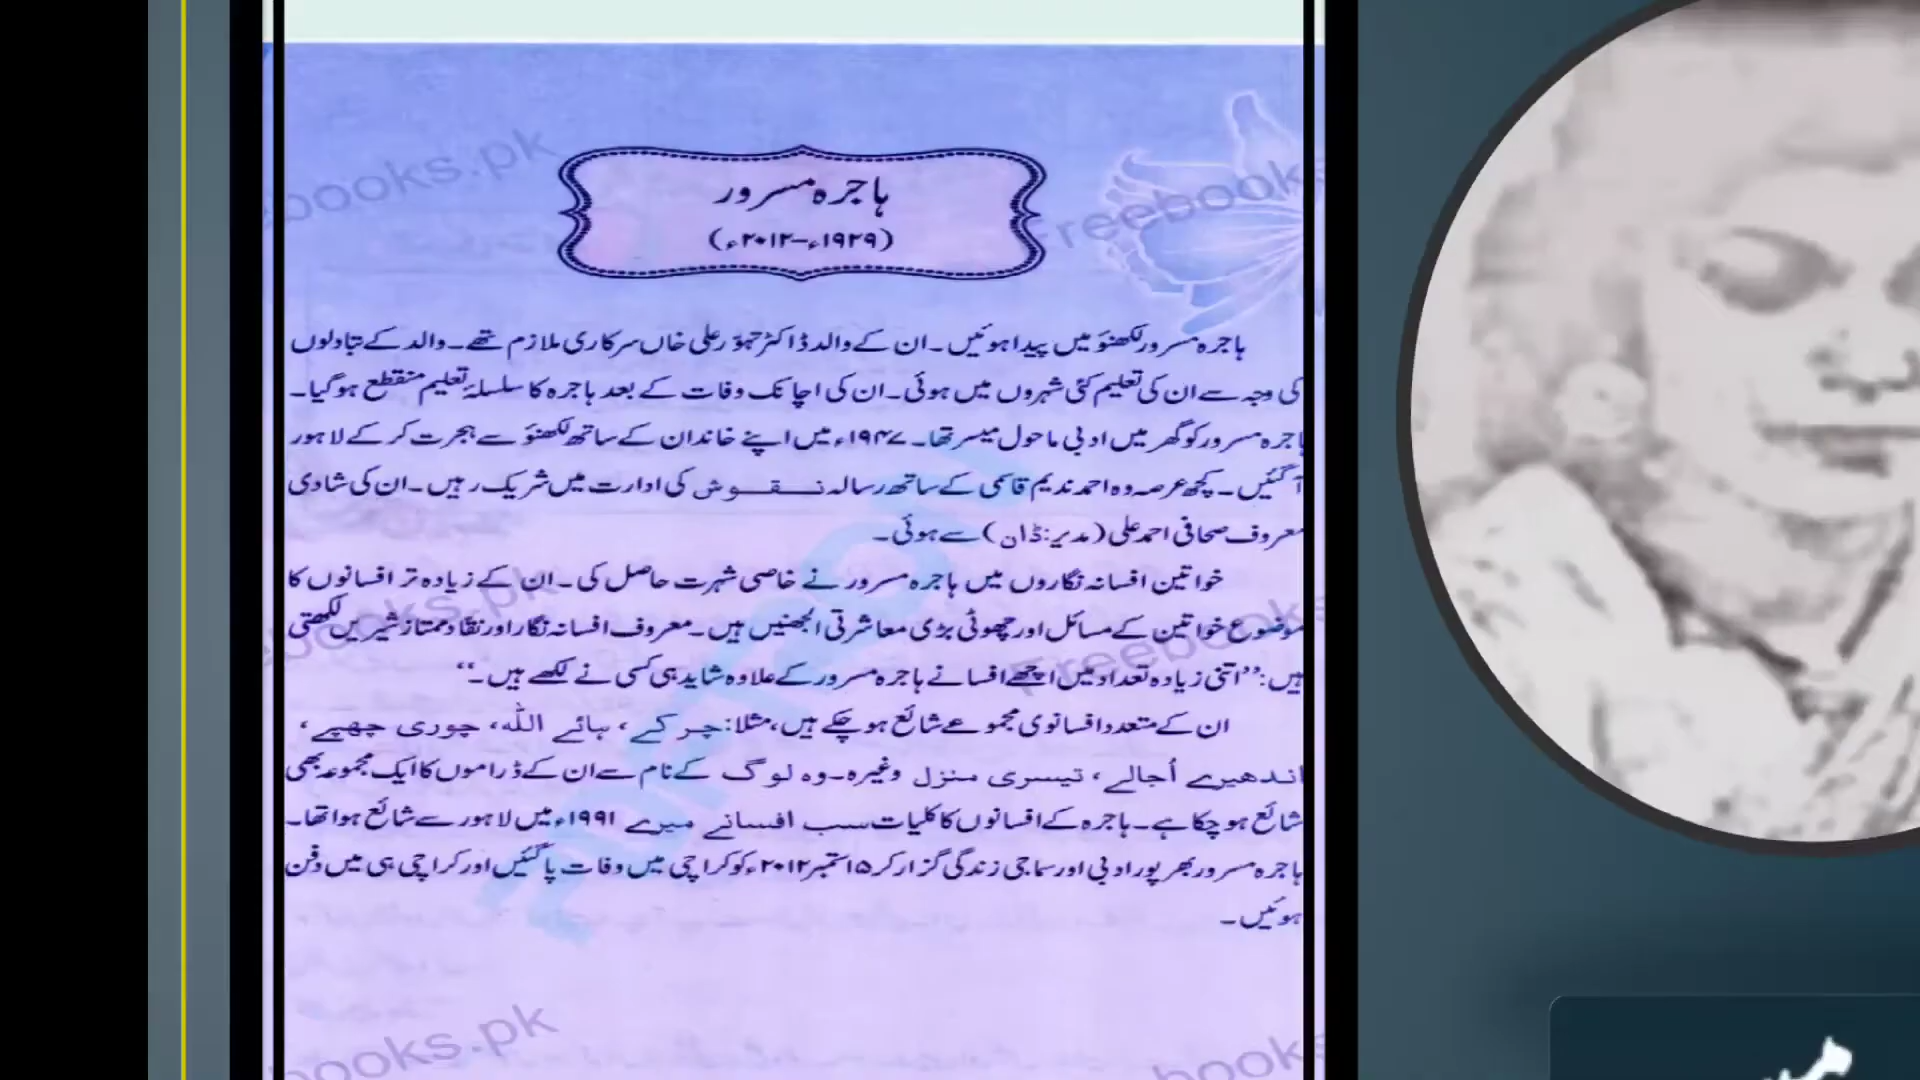 ہاجرہ مسرور
(۱۹۲۹ء–۲۰۱۲ء)
ہاجرہ مسرور لکھنؤ میں پیدا ہوئیں۔ ان کے والد ڈاکٹر تہوّر علی خاں سرکاری ملازم تھے۔ والد کے تبادلوں
کی وجہ سے ان کی تعلیم کئی شہروں میں ہوئی۔ ان کی اچانک وفات کے بعد ہاجرہ کا سلسلۂ تعلیم منقطع ہو گیا۔
ہاجرہ مسرور کو گھر میں ادبی ماحول میسر تھا۔ ۱۹۴۷ء میں اپنے خاندان کے ساتھ لکھنؤ سے ہجرت کر کے لاہور
آ گئیں۔ کچھ عرصہ وہ احمد ندیم قاسمی کے ساتھ رسالہ نقوش کی ادارت میں شریک رہیں۔ ان کی شادی
معروف صحافی احمد علی (مدیر: ڈان) سے ہوئی۔
خواتین افسانہ نگاروں میں ہاجرہ مسرور نے خاصی شہرت حاصل کی۔ ان کے زیادہ تر افسانوں کا
موضوع خواتین کے مسائل اور چھوٹی بڑی معاشرتی الجھنیں ہیں۔ معروف افسانہ نگار اور نقاد ممتاز شیریں لکھتی
ہیں: ”اتنی زیادہ تعداد میں اچھے افسانے ہاجرہ مسرور کے علاوہ شاید ہی کسی نے لکھے ہیں۔“
ان کے متعدد افسانوی مجموعے شائع ہو چکے ہیں، مثلا: چرکے، ہائے اللہ، چوری چھپے،
اندھیرے اُجالے، تیسری منزل وغیرہ۔ وہ لوگ کے نام سے ان کے ڈراموں کا ایک مجموعہ بھی
شائع ہو چکا ہے۔ ہاجرہ کے افسانوں کا کلیات سب افسانے میرے ۱۹۹۱ء میں لاہور سے شائع ہوا تھا۔
ہاجرہ مسرور بھرپور ادبی اور سماجی زندگی گزار کر ۱۵ ستمبر ۲۰۱۲ء کو کراچی میں وفات پا گئیں اور کراچی ہی میں دفن
ہوئیں۔